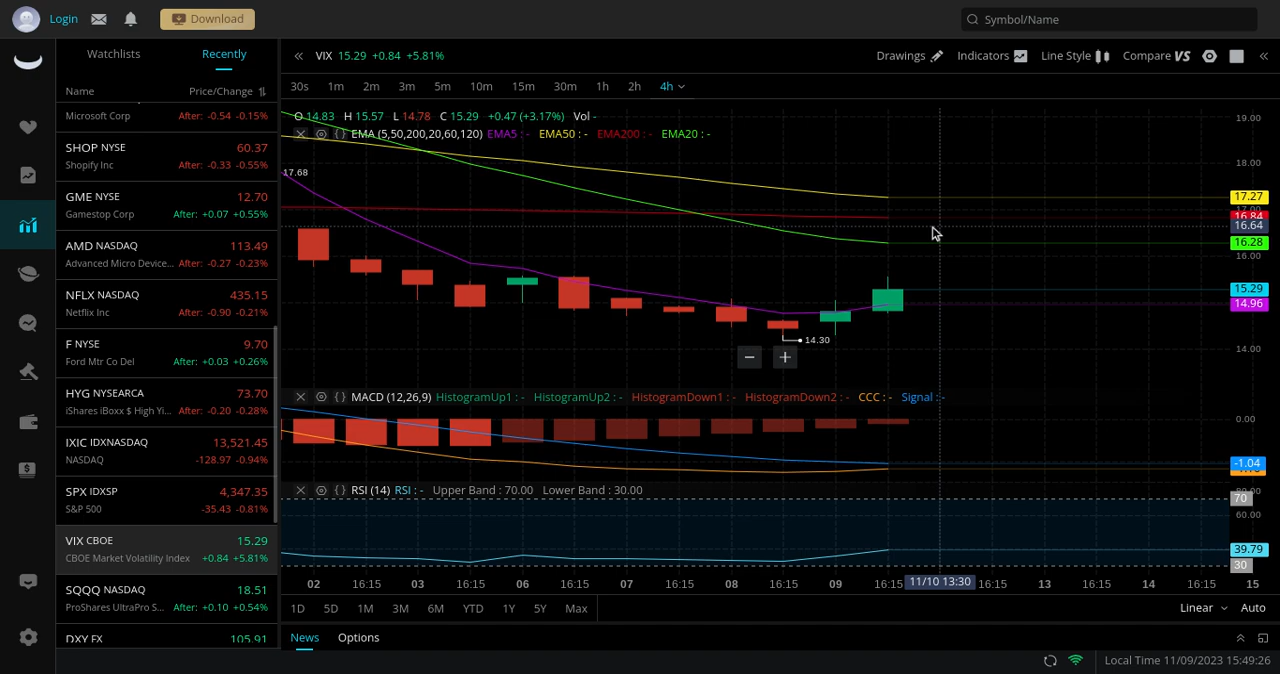 Login
Download
Symbol/Name
Watchlists
Recently
Name
Price/Change
Microsoft Corp
After: -0.54 -0.15%
SHOP NYSE
60.37
Shopify Inc
After: -0.33 -0.55%
GME NYSE
12.70
Gamestop Corp
After: +0.07 +0.55%
AMD NASDAQ
113.49
Advanced Micro Device...
After: -0.27 -0.23%
NFLX NASDAQ
435.15
Netflix Inc
After: -0.90 -0.21%
F NYSE
9.70
Ford Mtr Co Del
After: +0.03 +0.26%
HYG NYSEARCA
73.70
iShares iBoxx $ High Yi...
After: -0.20 -0.28%
IXIC IDXNASDAQ
13,521.45
NASDAQ
-128.97 -0.94%
SPX IDXSP
4,347.35
S&P 500
-35.43 -0.81%
VIX CBOE
15.29
CBOE Market Volatility Index
+0.84 +5.81%
SQQQ NASDAQ
18.51
ProShares UltraPro S...
After: +0.10 +0.54%
DXY FX
105.91
VIX 15.29 +0.84 +5.81%
Drawings
Indicators
Line Style
Compare VS
30s 1m 2m 3m 5m 10m 15m 30m 1h 2h 4h
O 14.83 H 15.57 L 14.78 C 15.29 +0.47 (+3.17%) Vol -
EMA (5,50,200,20,60,120) EMA5 : - EMA50 : - EMA200 : - EMA20 : -
17.68
14.30
19.00
18.00
17.27
17.00
16.84
16.64
16.28
16.00
15.29
14.96
14.00
MACD (12,26,9) HistogramUp1 : - HistogramUp2 : - HistogramDown1 : - HistogramDown2 : - CCC : - Signal : -
0.00
-1.04
RSI (14) RSI : - Upper Band : 70.00 Lower Band : 30.00
80.00
70
60.00
39.79
30
02 16:15 03 16:15 06 16:15 07 16:15 08 16:15 09 16:15 11/10 13:30 16:15 13 16:15 14 16:15 15
1D 5D 1M 3M 6M YTD 1Y 5Y Max
Linear
Auto
News
Options
Local Time 11/09/2023 15:49:26